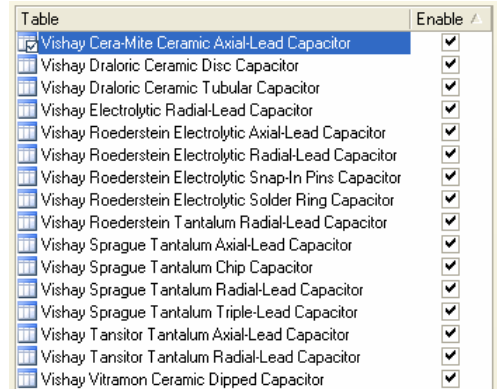 Table Enable
Vishay Cera-Mite Ceramic Axial-Lead Capacitor
Vishay Draloric Ceramic Disc Capacitor
Vishay Draloric Ceramic Tubular Capacitor
Vishay Electrolytic Radial-Lead Capacitor
Vishay Roederstein Electrolytic Axial-Lead Capacitor
Vishay Roederstein Electrolytic Radial-Lead Capacitor
Vishay Roederstein Electrolytic Snap-In Pins Capacitor
Vishay Roederstein Electrolytic Solder Ring Capacitor
Vishay Roederstein Tantalum Radial-Lead Capacitor
Vishay Sprague Tantalum Axial-Lead Capacitor
Vishay Sprague Tantalum Chip Capacitor
Vishay Sprague Tantalum Radial-Lead Capacitor
Vishay Sprague Tantalum Triple-Lead Capacitor
Vishay Tansitor Tantalum Axial-Lead Capacitor
Vishay Tansitor Tantalum Radial-Lead Capacitor
Vishay Vitramon Ceramic Dipped Capacitor